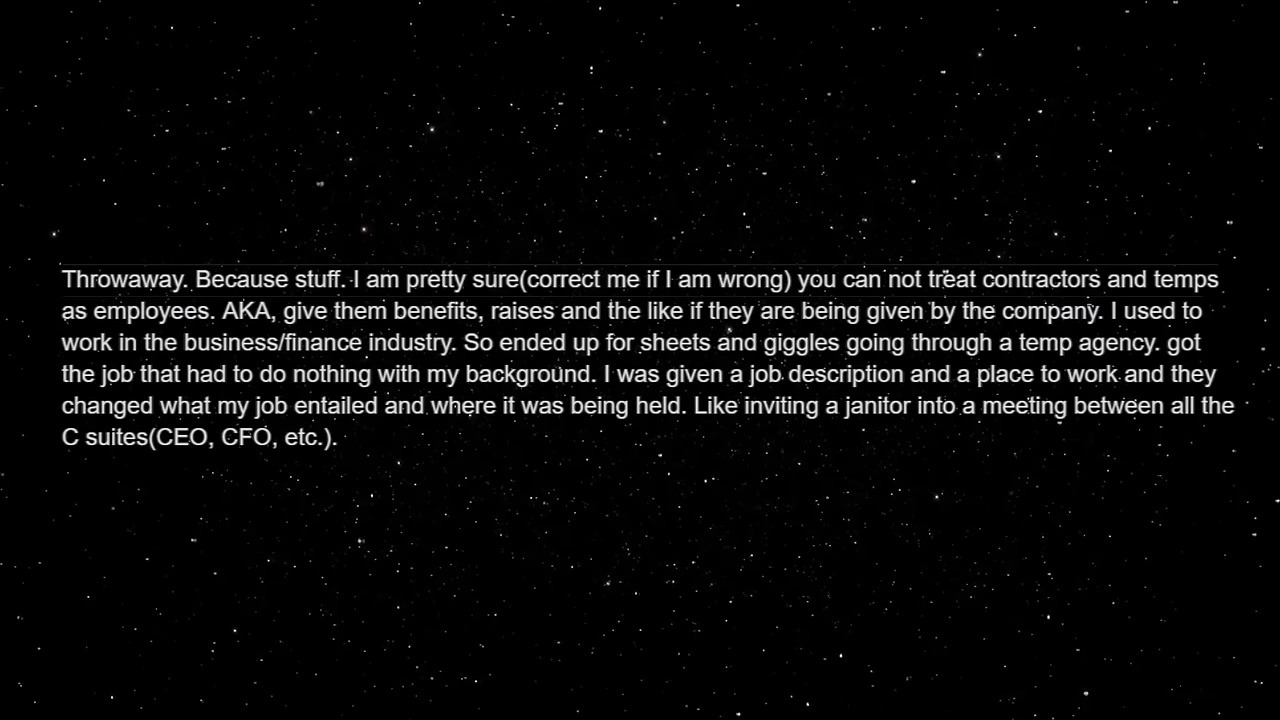 Throwaway. Because stuff. I am pretty sure(correct me if I am wrong) you can not treat contractors and temps
as employees. AKA, give them benefits, raises and the like if they are being given by the company. I used to
work in the business/finance industry. So ended up for sheets and giggles going through a temp agency. got
the job that had to do nothing with my background. I was given a job description and a place to work and they
changed what my job entailed and where it was being held. Like inviting a janitor into a meeting between all the
C suites(CEO, CFO, etc.).